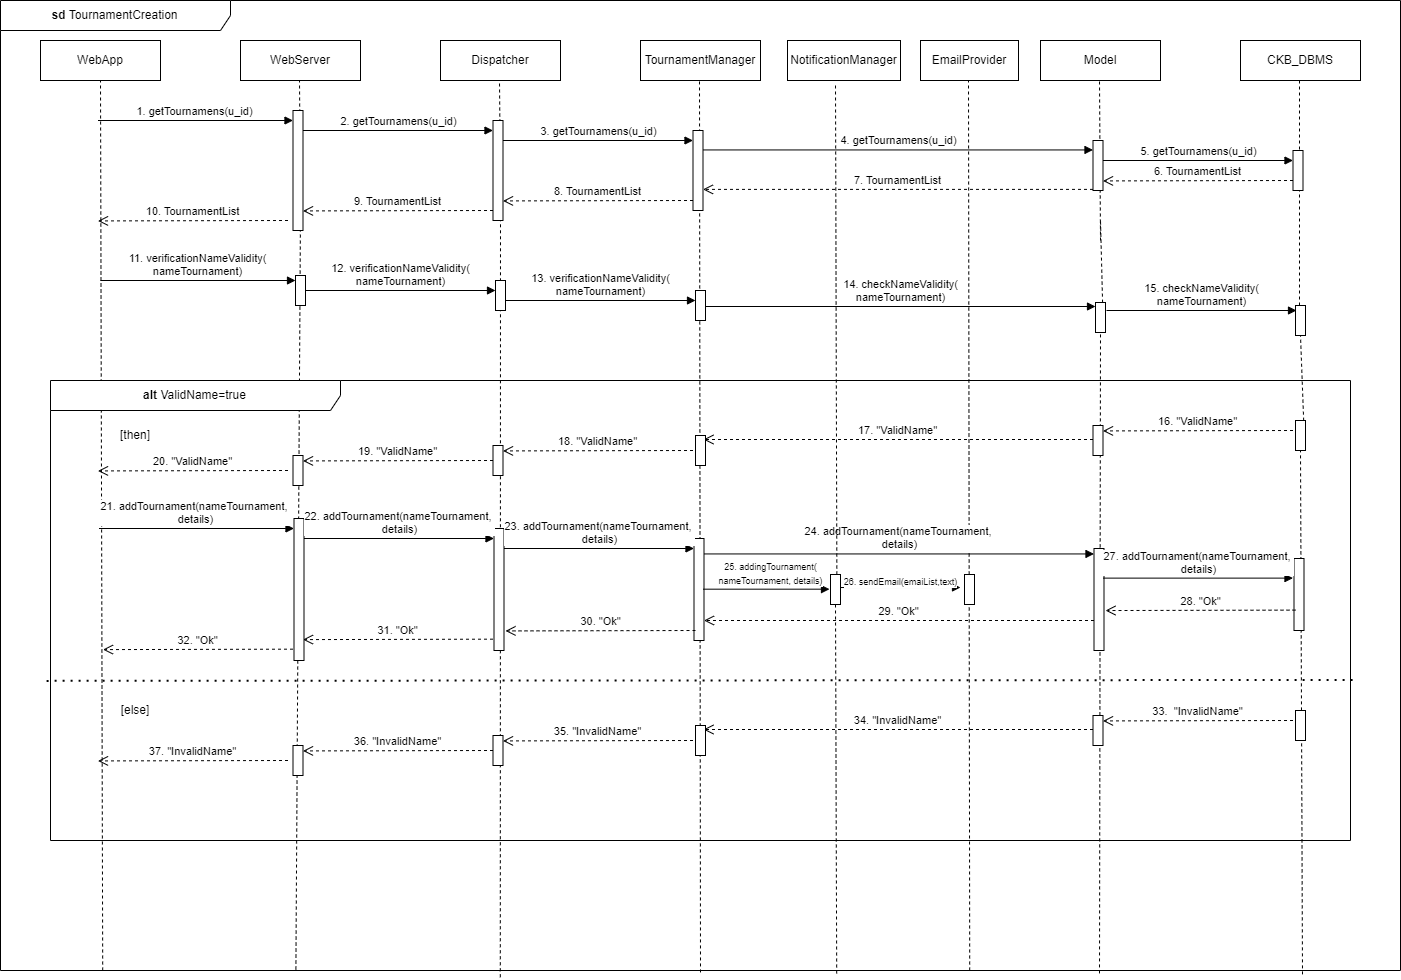 sd TournamentCreation
WebApp
WebServer
Dispatcher
TournamentManager
NotificationManager
EmailProvider
Model
CKB_DBMS
1. getTournamens(u_id)
2. getTournamens(u_id)
3. getTournamens(u_id)
4. getTournamens(u_id)
5. getTournamens(u_id)
6. TournamentList
7. TournamentList
8. TournamentList
9. TournamentList
10. TournamentList
11. verificationNameValidity(
nameTournament)
12. verificationNameValidity(
nameTournament)
13. verificationNameValidity(
nameTournament)
14. checkNameValidity(
nameTournament)
15. checkNameValidity(
nameTournament)
alt ValidName=true
[then]
16. "ValidName"
17. "ValidName"
18. "ValidName"
19. "ValidName"
20. "ValidName"
21. addTournament(nameTournament,
details)
22. addTournament(nameTournament,
details)
23. addTournament(nameTournament,
details)
24. addTournament(nameTournament,
details)
25. addingTournament(
nameTournament, details)
26. sendEmail(emaiList,text)
27. addTournament(nameTournament,
details)
28. "Ok"
29. "Ok"
30. "Ok"
31. "Ok"
32. "Ok"
[else]
33. "InvalidName"
34. "InvalidName"
35. "InvalidName"
36. "InvalidName"
37. "InvalidName"